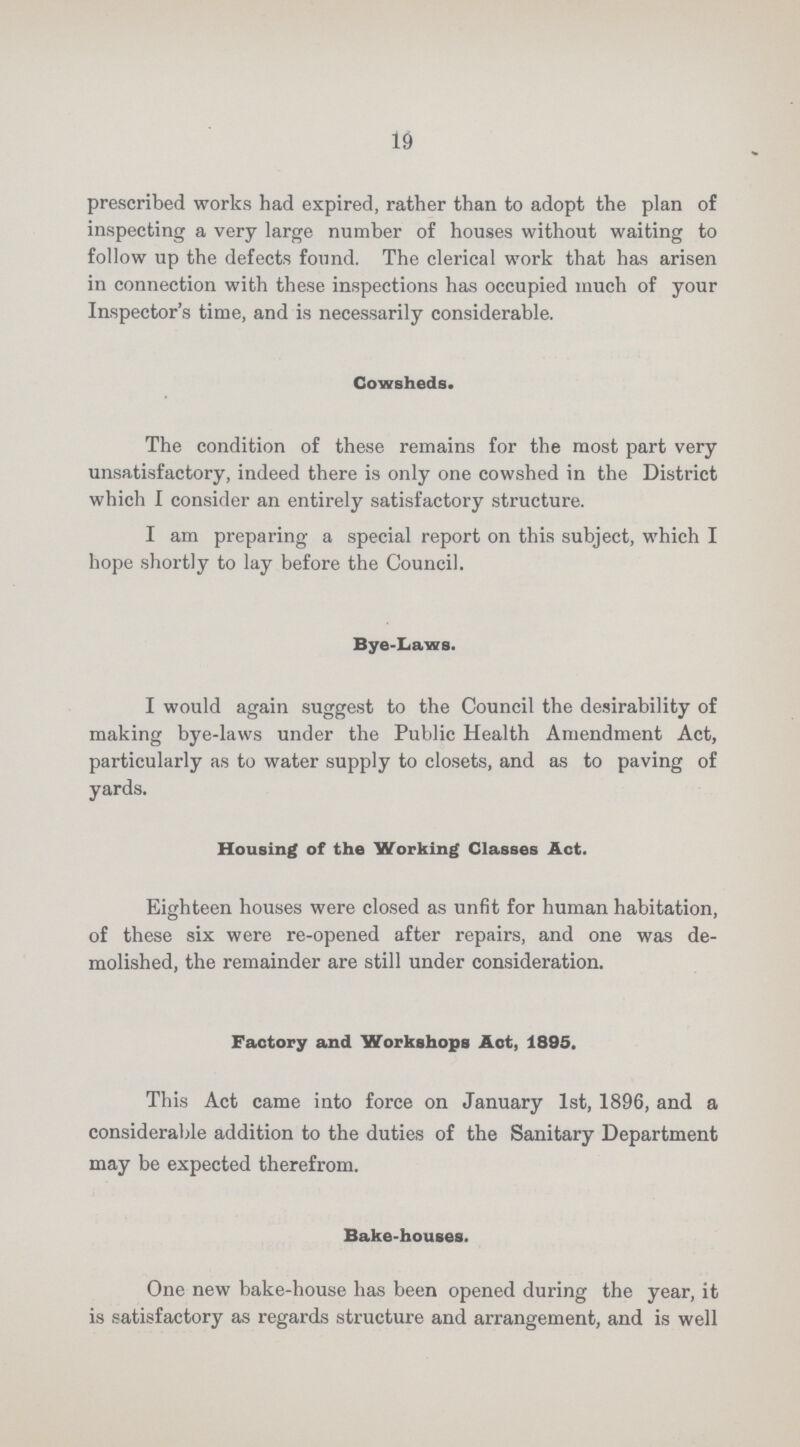 19
prescribed works had expired, rather than to adopt the plan of
inspecting a very large number of houses without waiting to
follow up the defects found. The clerical work that has arisen
in connection with these inspections has occupied much of your
Inspector's time, and is necessarily considerable.
Cowsheds.
The condition of these remains for the most part very
unsatisfactory, indeed there is only one cowshed in the District
which I consider an entirely satisfactory structure.
I am preparing a special report on this subject, which I
hope shortly to lay before the Council.
Bye-Laws.
I would again suggest to the Council the desirability of
making bye-laws under the Public Health Amendment Act,
particularly as to water supply to closets, and as to paving of
yards.
Housing of the Working Classes Act.
Eighteen houses were closed as unfit for human habitation,
of these six were re-opened after repairs, and one was de-
molished, the remainder are still under consideration.
Factory and Workshops Act, 1895.
This Act came into force on January 1st, 1896, and a
considerable addition to the duties of the Sanitary Department
may be expected therefrom.
Bake-houses.
One new bake-house has been opened during the year, it
is satisfactory as regards structure and arrangement, and is well